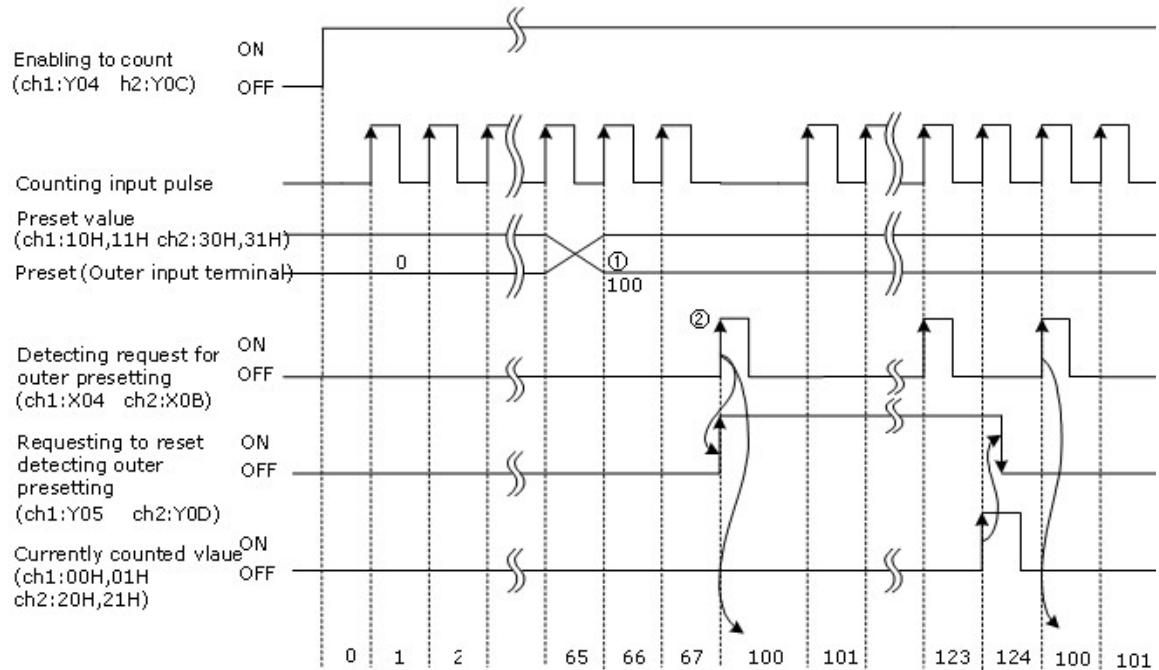 ON
Enabling to count
(ch1:Y04 h2:Y0C)
OFF
Counting input pulse
Preset value
(ch1:10H,11H ch2:30H,31H)
Preset(Outer input terminal)
0
①
100
②
ON
Detecting request for
OFF
outer presetting
(ch1:X04 ch2:X0B)
Requesting to reset
ON
detecting outer
OFF
presetting
(ch1:Y05 ch2:Y0D)
Currently counted vlaue
ON
(ch1:00H,01H
OFF
ch2:20H,21H)
0 1 2 65 66 67 100 101 123 124 100 101